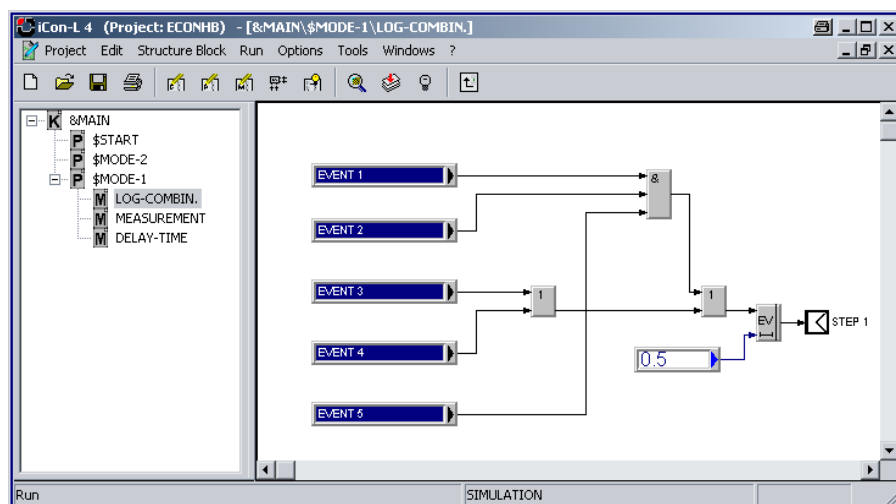 iCon-L 4 (Project: ECONHB) - [&MAIN\$MODE-1\LOG-COMBIN.]
Project Edit Structure Block Run Options Tools Windows ?
K &MAIN
P $START
P $MODE-2
P $MODE-1
M LOG-COMBIN.
M MEASUREMENT
M DELAY-TIME
EVENT 1
&
EVENT 2
EVENT 3
1
1
EV
STEP 1
EVENT 4
0.5
EVENT 5
Run
SIMULATION